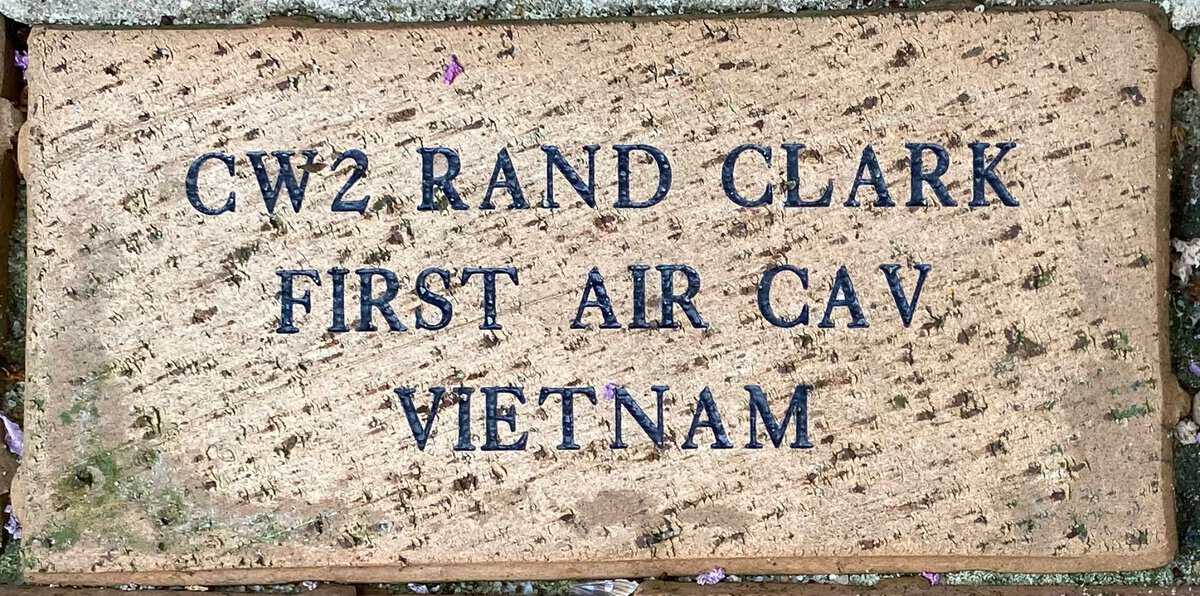 CW2 RAND CLARK
FIRST AIR CAV
VIETNAM